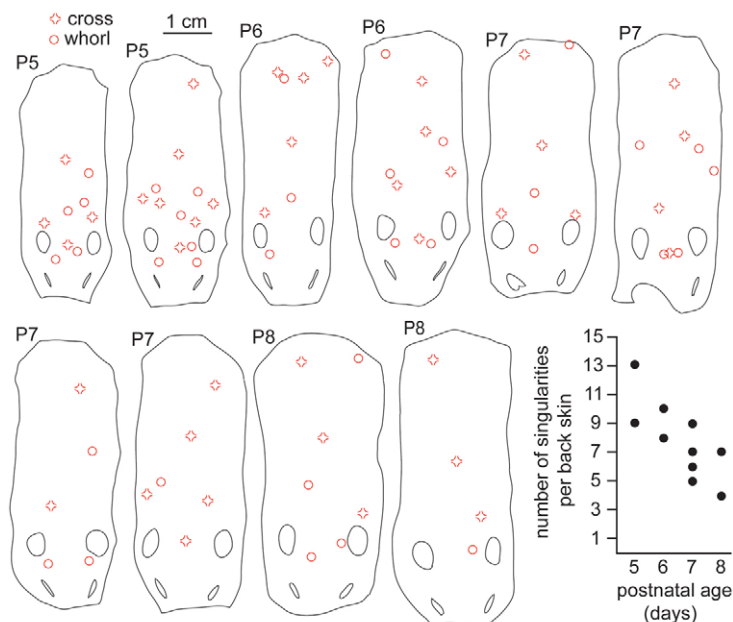 cross
whorl
1 cm
P5
P5
P6
P6
P7
P7
P7
P7
P8
P8
number of singularities
per back skin
15
13
11
9
7
5
3
1
5 6 7 8
postnatal age
(days)